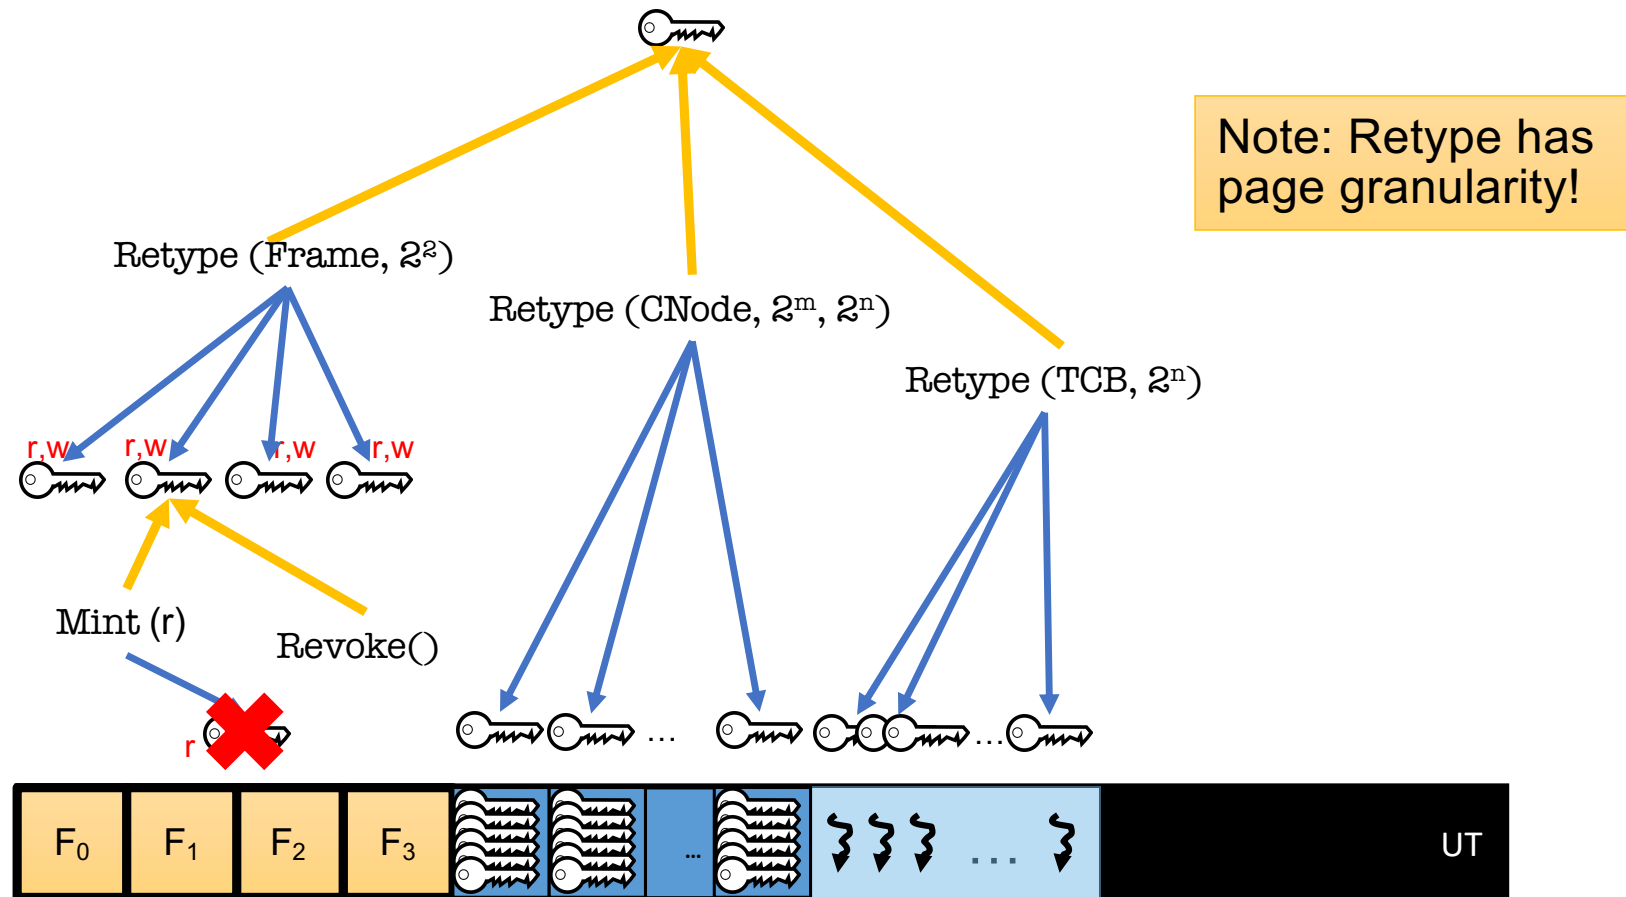 Note: Retype has
page granularity!
Retype (Frame, 2²)
Retype (CNode, 2ᵐ, 2ⁿ)
Retype (TCB, 2ⁿ)
r,w r,w r,w r,w
Mint (r)
Revoke()
r
... ...
F₀ F₁ F₂ F₃ ... ... UT